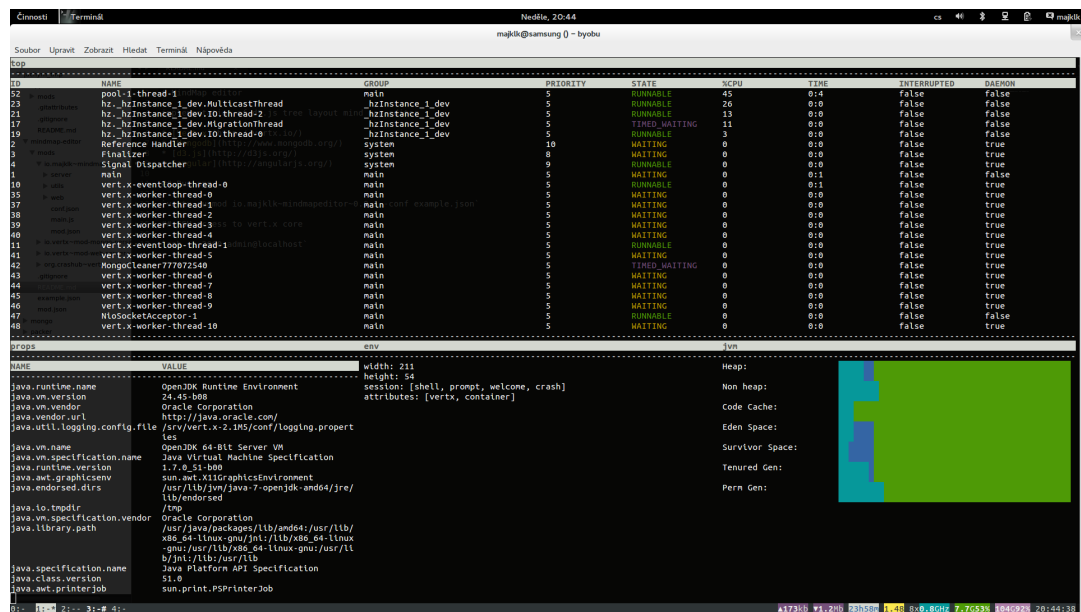 Činnosti Terminál Neděle, 20:44 cs majklk
majklk@samsung () - byobu
Soubor Upravit Zobrazit Hledat Terminál Nápověda
top
ID NAME GROUP PRIORITY STATE %CPU TIME INTERRUPTED DAEMON
52 pool-1-thread-1 main 5 RUNNABLE 45 0:4 false false
23 hz._hzInstance_1_dev.MulticastThread _hzInstance_1_dev 5 RUNNABLE 26 0:0 false false
21 hz._hzInstance_1_dev.IO.thread-2 _hzInstance_1_dev 5 RUNNABLE 13 0:0 false false
17 hz._hzInstance_1_dev.MigrationThread _hzInstance_1_dev 5 TIMED_WAITING 11 0:0 false false
19 hz._hzInstance_1_dev.IO.thread-0 _hzInstance_1_dev 5 RUNNABLE 3 0:0 false false
2 Reference Handler system 10 WAITING 0 0:0 false true
3 Finalizer system 8 WAITING 0 0:0 false true
4 Signal Dispatcher system 9 RUNNABLE 0 0:0 false true
1 main main 5 WAITING 0 0:1 false false
10 vert.x-eventloop-thread-0 main 5 RUNNABLE 0 0:1 false true
35 vert.x-worker-thread-0 main 5 WAITING 0 0:0 false true
37 vert.x-worker-thread-1 main 5 WAITING 0 0:0 false true
38 vert.x-worker-thread-2 main 5 WAITING 0 0:0 false true
39 vert.x-worker-thread-3 main 5 WAITING 0 0:0 false true
40 vert.x-worker-thread-4 main 5 WAITING 0 0:0 false true
11 vert.x-eventloop-thread-1 main 5 RUNNABLE 0 0:0 false true
41 vert.x-worker-thread-5 main 5 WAITING 0 0:0 false true
42 MongoCleaner777072540 main 5 TIMED_WAITING 0 0:0 false true
43 vert.x-worker-thread-6 main 5 WAITING 0 0:0 false true
44 vert.x-worker-thread-7 main 5 WAITING 0 0:0 false true
45 vert.x-worker-thread-8 main 5 WAITING 0 0:0 false true
46 vert.x-worker-thread-9 main 5 WAITING 0 0:0 false true
47 NioSocketAcceptor-1 main 5 RUNNABLE 0 0:0 false false
48 vert.x-worker-thread-10 main 5 WAITING 0 0:0 false true
props env jvm
NAME VALUE
java.runtime.name OpenJDK Runtime Environment
java.vm.version 24.45-b08
java.vm.vendor Oracle Corporation
java.vendor.url http://java.oracle.com/
java.util.logging.config.file /srv/vert.x-2.1M5/conf/logging.propert
ies
java.vm.name OpenJDK 64-Bit Server VM
java.vm.specification.name Java Virtual Machine Specification
java.runtime.version 1.7.0_51-b00
java.awt.graphicsenv sun.awt.X11GraphicsEnvironment
java.endorsed.dirs /usr/lib/jvm/java-7-openjdk-amd64/jre/
lib/endorsed
java.io.tmpdir /tmp
java.vm.specification.vendor Oracle Corporation
java.library.path /usr/java/packages/lib/amd64:/usr/lib/
x86_64-linux-gnu/jni:/lib/x86_64-linux
-gnu:/usr/lib/x86_64-linux-gnu:/usr/li
b/jni:/lib:/usr/lib
java.specification.name Java Platform API Specification
java.class.version 51.0
java.awt.printerjob sun.print.PSPrinterJob
width: 211
height: 54
session: [shell, prompt, welcome, crash]
attributes: [vertx, container]
Heap:
Non heap:
Code Cache:
Eden Space:
Survivor Space:
Tenured Gen:
Perm Gen:
0:- 1:-* 2:-- 3:-# 4:- ▲173kb ▼1.2Mb 23h58m 1.48 8x0.8GHz 7.7G53% 104G92% 20:44:38